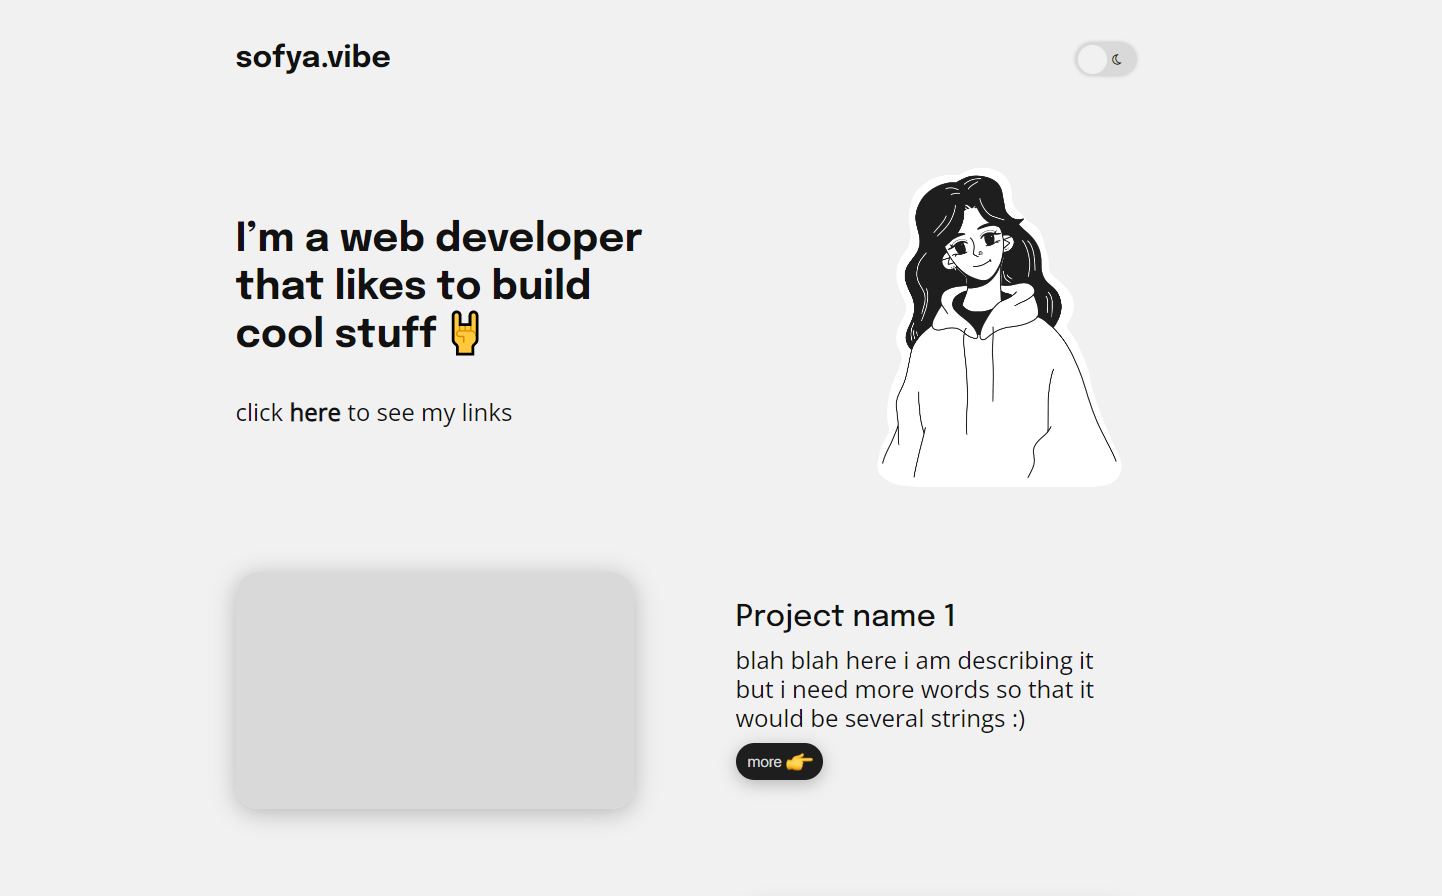 sofya.vibe
I’m a web developer
that likes to build
cool stuff 🤘
click here to see my links
Project name 1
blah blah here i am describing it
but i need more words so that it
would be several strings :)
more 👉